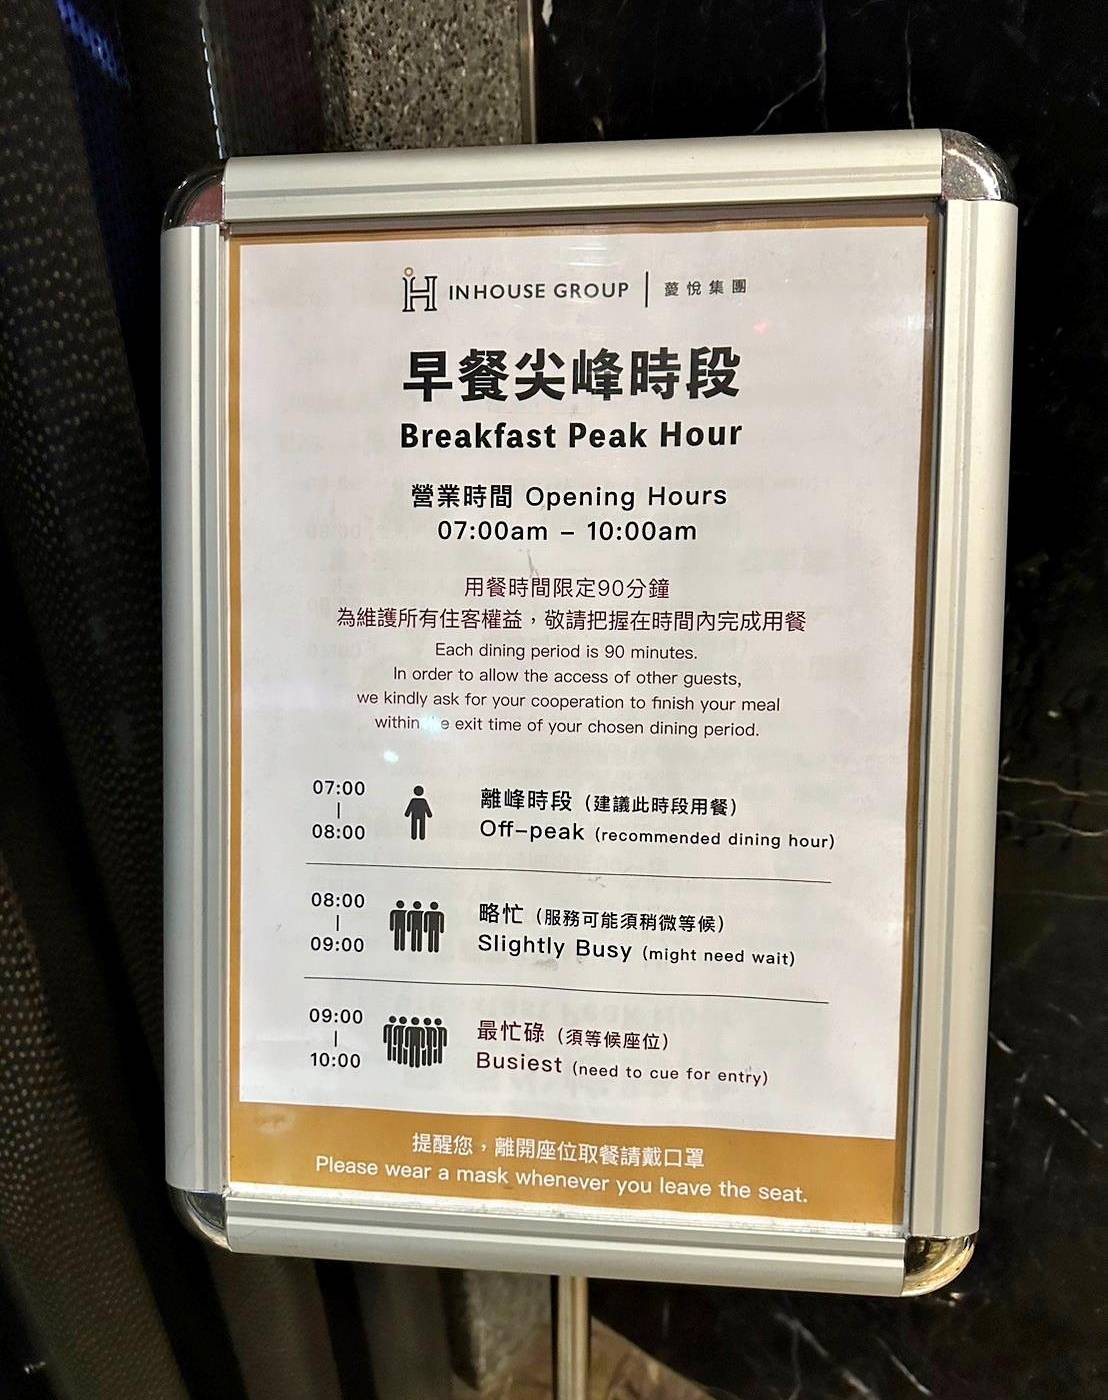 iH INHOUSE GROUP | 薆悅集團
早餐尖峰時段
Breakfast Peak Hour
營業時間 Opening Hours
07:00am – 10:00am
用餐時間限定90分鐘
為維護所有住客權益，敬請把握在時間內完成用餐
Each dining period is 90 minutes.
In order to allow the access of other guests,
we kindly ask for your cooperation to finish your meal
within e exit time of your chosen dining period.
07:00
|
08:00
離峰時段（建議此時段用餐）
Off-peak (recommended dining hour)
08:00
|
09:00
略忙（服務可能須稍微等候）
Slightly Busy (might need wait)
09:00
|
10:00
最忙碌（須等候座位）
Busiest (need to cue for entry)
提醒您，離開座位取餐請戴口罩
Please wear a mask whenever you leave the seat.